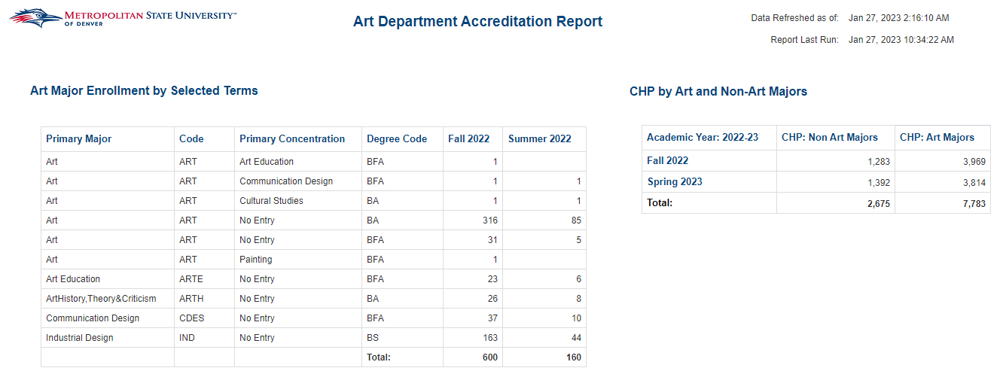 METROPOLITAN STATE UNIVERSITY™
OF DENVER
Art Department Accreditation Report
Data Refreshed as of: Jan 27, 2023 2:16:10 AM
Report Last Run: Jan 27, 2023 10:34:22 AM
Art Major Enrollment by Selected Terms
Primary Major Code Primary Concentration Degree Code Fall 2022 Summer 2022
Art ART Art Education BFA 1
Art ART Communication Design BFA 1 1
Art ART Cultural Studies BA 1 1
Art ART No Entry BA 316 85
Art ART No Entry BFA 31 5
Art ART Painting BFA 1
Art Education ARTE No Entry BFA 23 6
ArtHistory,Theory&Criticism ARTH No Entry BA 26 8
Communication Design CDES No Entry BFA 37 10
Industrial Design IND No Entry BS 163 44
Total: 600 160
CHP by Art and Non-Art Majors
Academic Year: 2022-23 CHP: Non Art Majors CHP: Art Majors
Fall 2022 1,283 3,969
Spring 2023 1,392 3,814
Total: 2,675 7,783